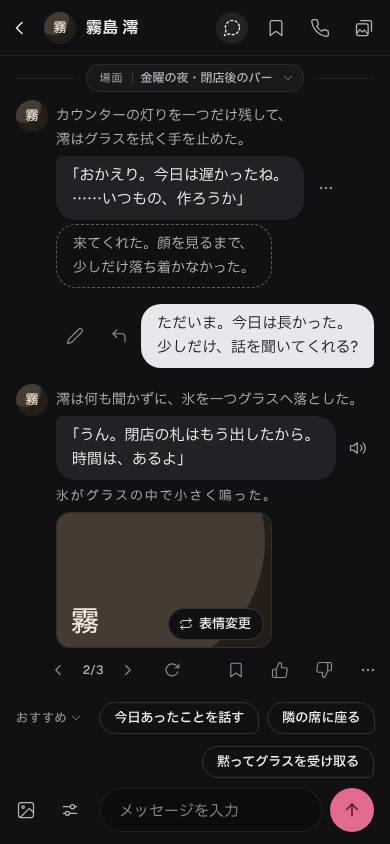 霧 霧島 澪
場面 金曜の夜・閉店後のバー
霧
カウンターの灯りを一つだけ残して、
澪はグラスを拭く手を止めた。
「おかえり。今日は遅かったね。
……いつもの、作ろうか」
来てくれた。顔を見るまで、
少しだけ落ち着かなかった。
ただいま。今日は長かった。
少しだけ、話を聞いてくれる?
霧
澪は何も聞かずに、氷を一つグラスへ落とした。
「うん。閉店の札はもう出したから。
時間は、あるよ」
氷がグラスの中で小さく鳴った。
霧
表情変更
2/3
おすすめ
今日あったことを話す
隣の席に座る
黙ってグラスを受け取る
メッセージを入力